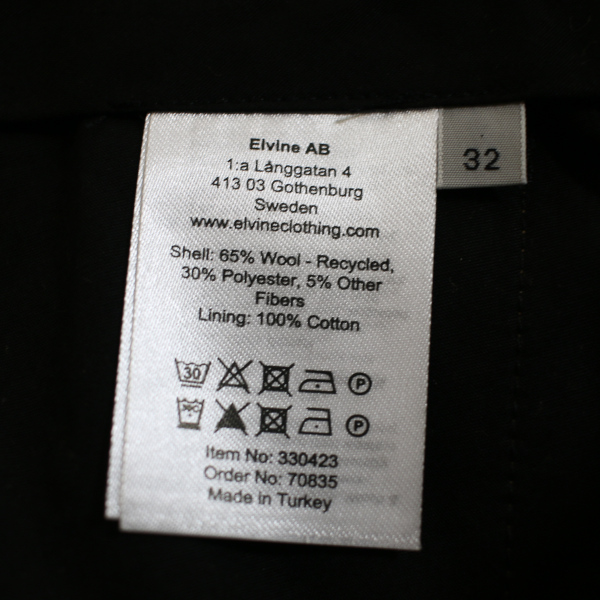 32
Elvine AB
1:a Långgatan 4
413 03 Gothenburg
Sweden
www.elvineclothing.com
Shell: 65% Wool - Recycled,
30% Polyester, 5% Other
Fibers
Lining: 100% Cotton
30 P
30C P
Item No: 330423
Order No: 70835
Made in Turkey